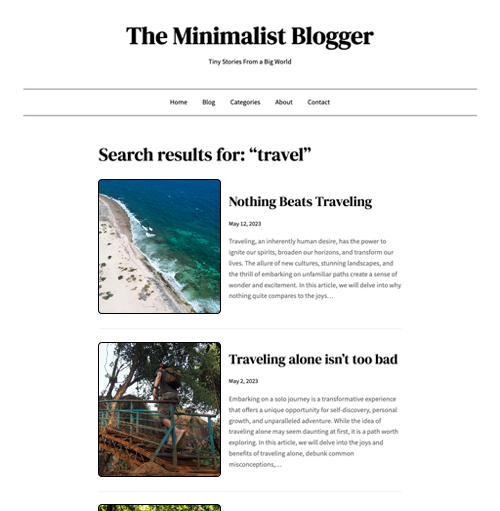 The Minimalist Blogger
Tiny Stories From a Big World
Home Blog Categories About Contact
Search results for: “travel”
Nothing Beats Traveling
May 12, 2023
Traveling, an inherently human desire, has the power to
ignite our spirits, broaden our horizons, and transform our
lives. The allure of new cultures, stunning landscapes, and
the thrill of embarking on unfamiliar paths create a sense of
wonder and excitement. In this article, we will delve into why
nothing quite compares to the joys…
Traveling alone isn’t too bad
May 2, 2023
Embarking on a solo journey is a transformative experience
that offers a unique opportunity for self-discovery, personal
growth, and unparalleled adventure. While the idea of
traveling alone may seem daunting at first, it is a path worth
exploring. In this article, we will delve into the joys and
benefits of traveling alone, debunk common
misconceptions,…